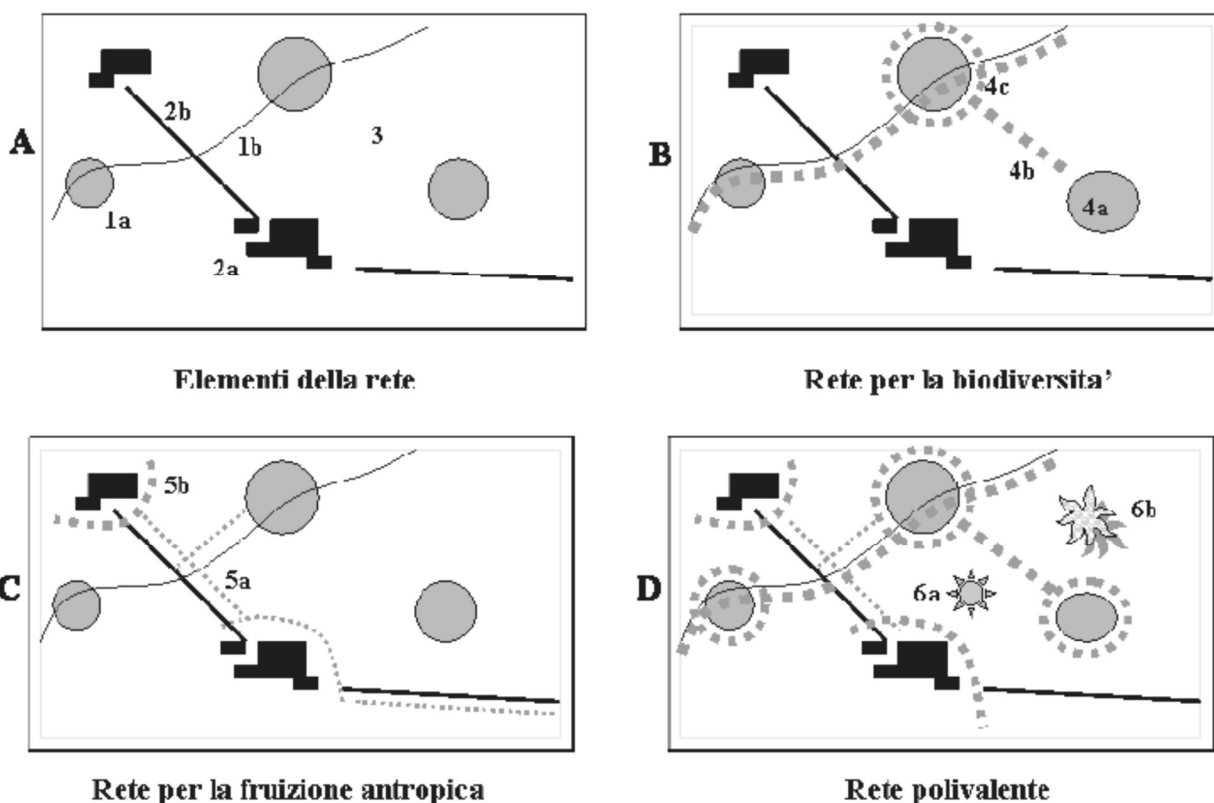 A
2b
1b
3
1a
2a
Elementi della rete
B
4c
4b
4a
Rete per la biodiversita’
C
5b
5a
Rete per la fruizione antropica
D
6b
6a
Rete polivalente